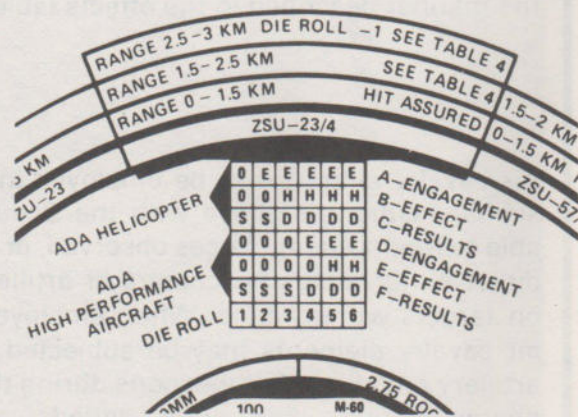 RANGE 2.5–3 KM DIE ROLL –1 SEE TABLE 4
RANGE 1.5–2.5 KM SEE TABLE 4
RANGE 0 – 1.5 KM HIT ASSURED
ZSU–23/4
1.5–2 KM
0–1.5 KM
ZSU–57
KM
ZU–23
ADA HELICOPTER
ADA HIGH PERFORMANCE
AIRCRAFT
DIE ROLL
0 E E E E E
0 0 H H H H
S S D D D D
0 0 0 E E E
0 0 0 0 H H
S S S D D D
1 2 3 4 5 6
A–ENGAGEMENT
B–EFFECT
C–RESULTS
D–ENGAGEMENT
E–EFFECT
F–RESULTS
100
M-60
2.75